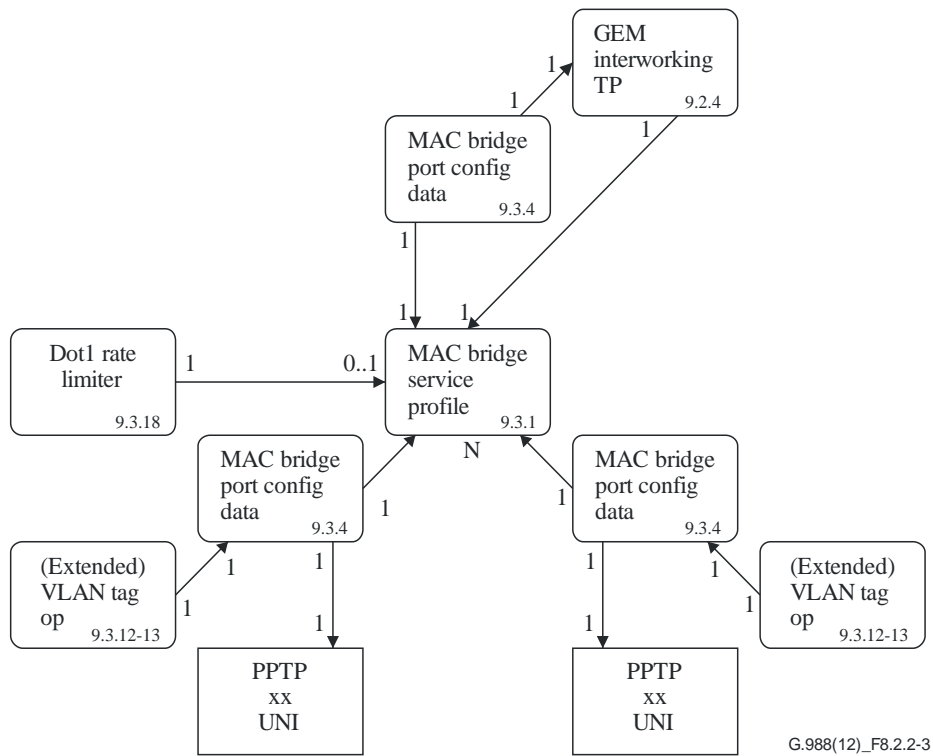 GEM
interworking
TP
9.2.4
1
1
MAC bridge
port config
data
9.3.4
1
1
1
1
Dot1 rate
limiter
9.3.18
1
0..1
MAC bridge
service
profile
9.3.1
N
MAC bridge
port config
data
9.3.4
1
MAC bridge
port config
data
9.3.4
1
(Extended)
VLAN tag
op
9.3.12-13
1
1
1
1
1
1
1
1
(Extended)
VLAN tag
op
9.3.12-13
PPTP
xx
UNI
PPTP
xx
UNI
G.988(12)_F8.2.2-3